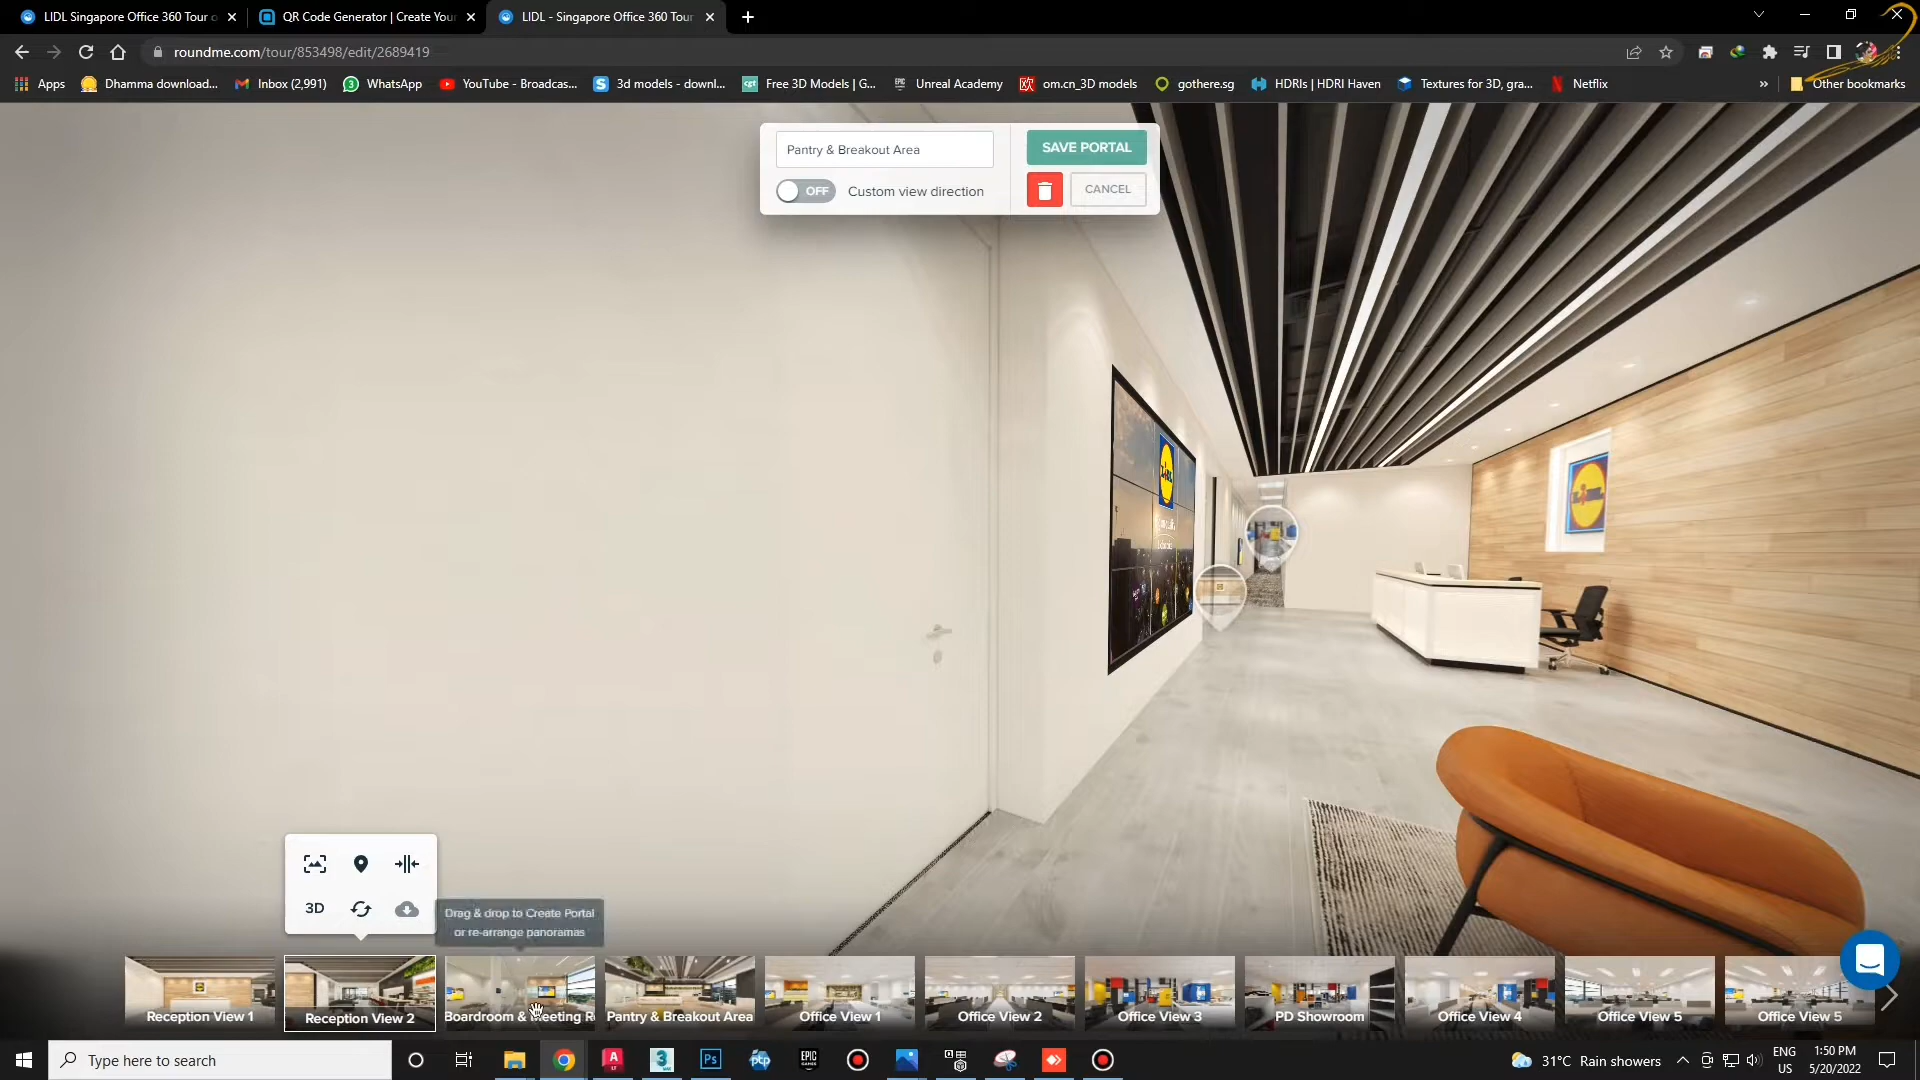 LIDL Singapore Office 360 Tour o
QR Code Generator | Create Your
LIDL - Singapore Office 360 Tour
roundme.com/tour/853498/edit/2689419
Apps
Dhamma download...
Inbox (2,991)
WhatsApp
YouTube - Broadcas...
3d models - downl...
Free 3D Models | G...
Unreal Academy
om.cn_3D models
gothere.sg
HDRIs | HDRI Haven
Textures for 3D, gra...
Netflix
»
Other bookmarks
Pantry & Breakout Area
SAVE PORTAL
OFF
Custom view direction
CANCEL
LIDL
LIDL
3D
Drag & drop to Create Portal
or re-arrange panoramas
Reception View 1
Reception View 2
Boardroom & Meeting R
Pantry & Breakout Area
Office View 1
Office View 2
Office View 3
PD Showroom
Office View 4
Office View 5
Office View 5
Type here to search
31°C Rain showers
ENG
US
1:50 PM
5/20/2022